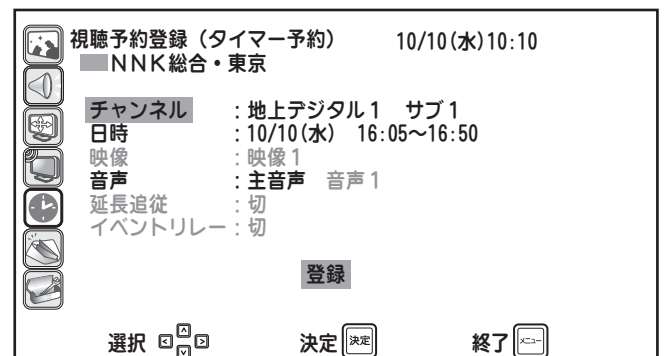 視聴予約登録（タイマー予約） 10/10(水)10:10
NNK総合・東京
チャンネル ：地上デジタル1 サブ1
日時 ：10/10(水) 16:05～16:50
映像 ：映像1
音声 ：主音声 音声1
延長追従 ：切
イベントリレー：切
登録
選択 決定 決定 終了 メニュー